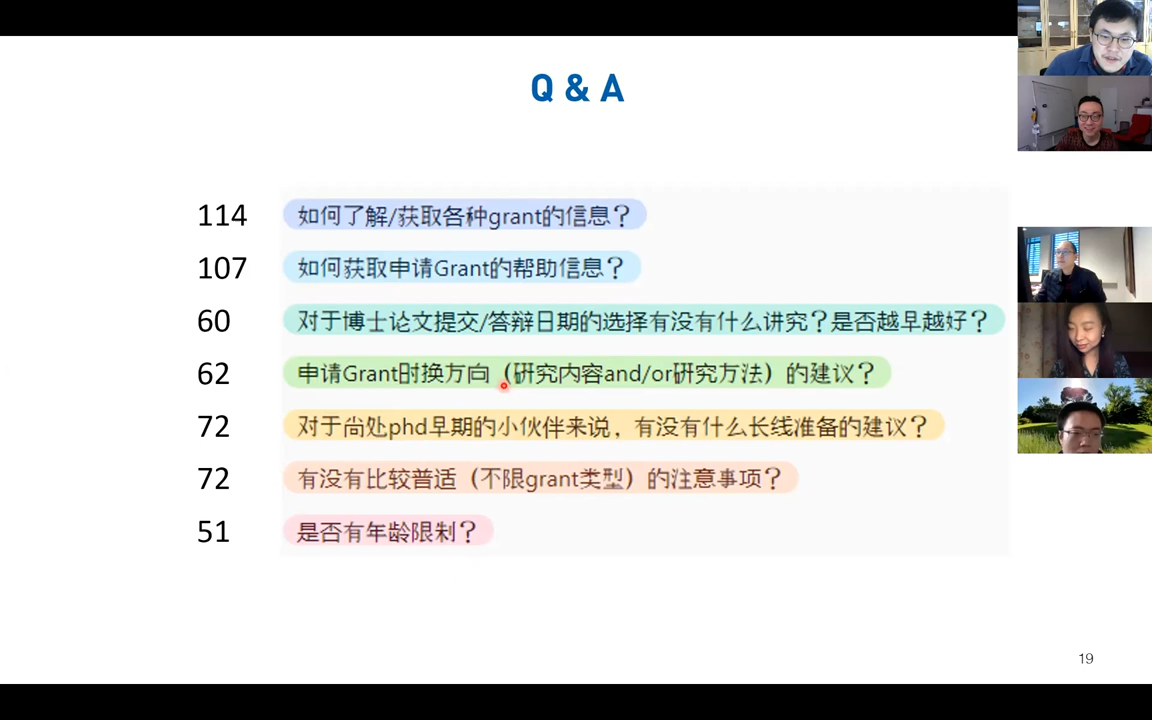 Q & A
114 如何了解/获取各种grant的信息？
107 如何获取申请Grant的帮助信息？
60 对于博士论文提交/答辩日期的选择有没有什么讲究？是否越早越好？
62 申请Grant时换方向（研究内容and/or研究方法）的建议？
72 对于尚处phd早期的小伙伴来说，有没有什么长线准备的建议？
72 有没有比较普适（不限grant类型）的注意事项？
51 是否有年龄限制？
19